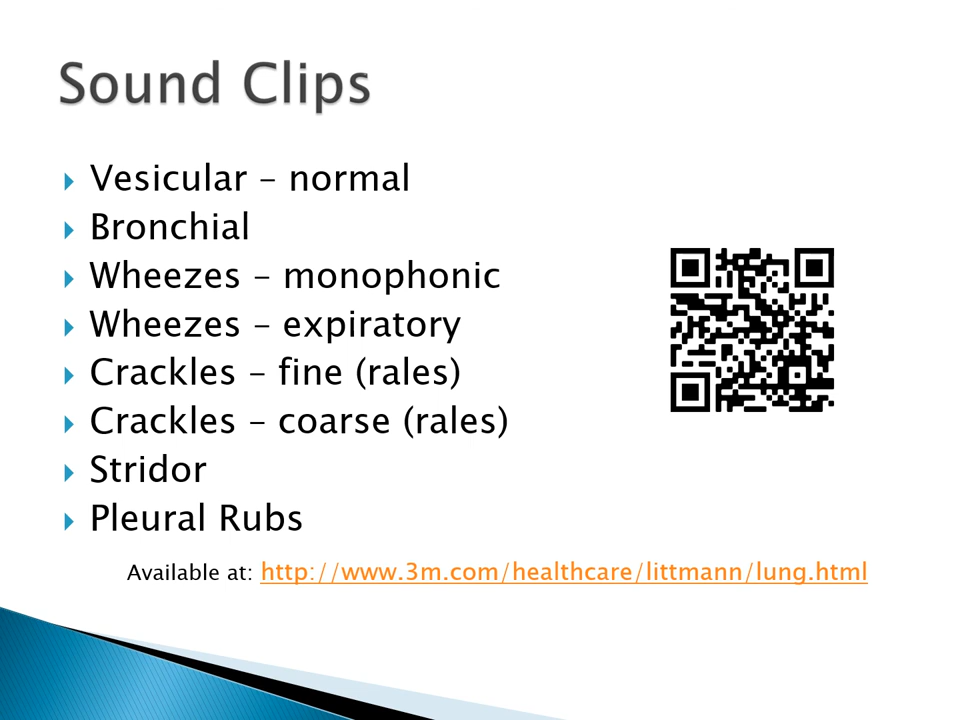 Sound Clips
Vesicular – normal
Bronchial
Wheezes – monophonic
Wheezes – expiratory
Crackles – fine (rales)
Crackles – coarse (rales)
Stridor
Pleural Rubs
Available at: http://www.3m.com/healthcare/littmann/lung.html